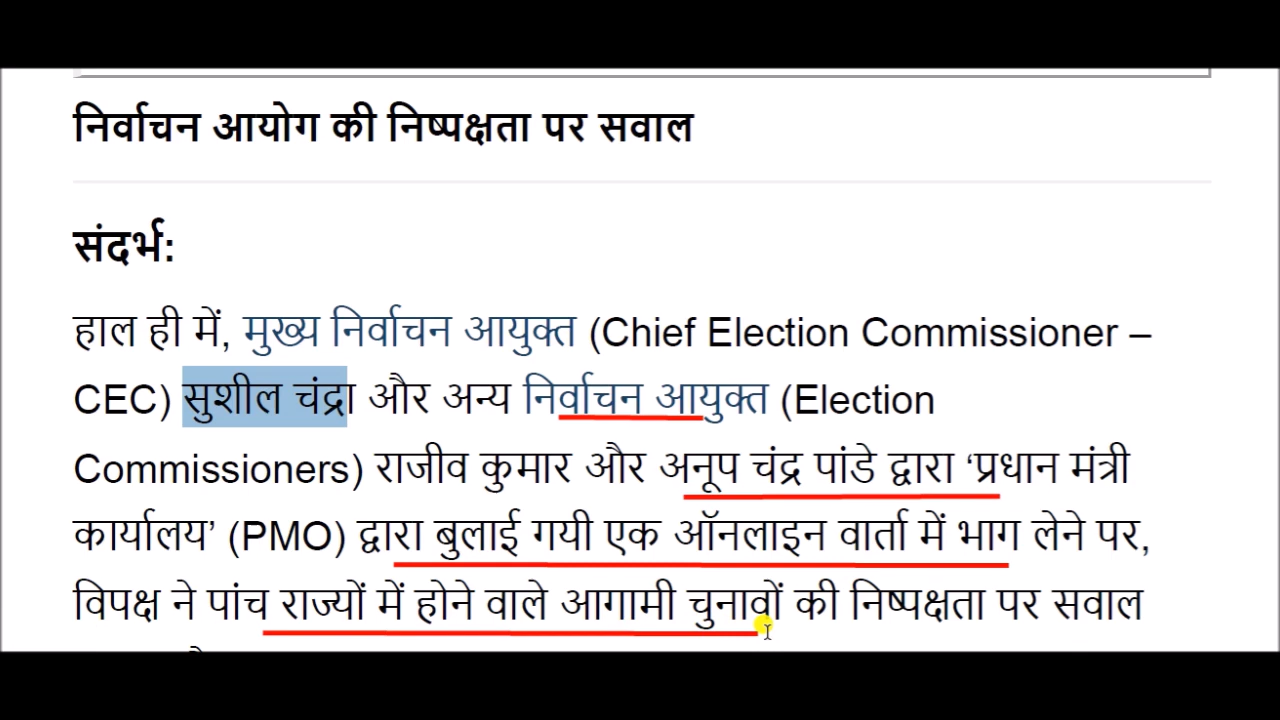 निर्वाचन आयोग की निष्पक्षता पर सवाल
संदर्भ:
हाल ही में, मुख्य निर्वाचन आयुक्त (Chief Election Commissioner –
CEC) सुशील चंद्रा और अन्य निर्वाचन आयुक्त (Election
Commissioners) राजीव कुमार और अनूप चंद्र पांडे द्वारा ‘प्रधान मंत्री
कार्यालय’ (PMO) द्वारा बुलाई गयी एक ऑनलाइन वार्ता में भाग लेने पर,
विपक्ष ने पांच राज्यों में होने वाले आगामी चुनावों की निष्पक्षता पर सवाल